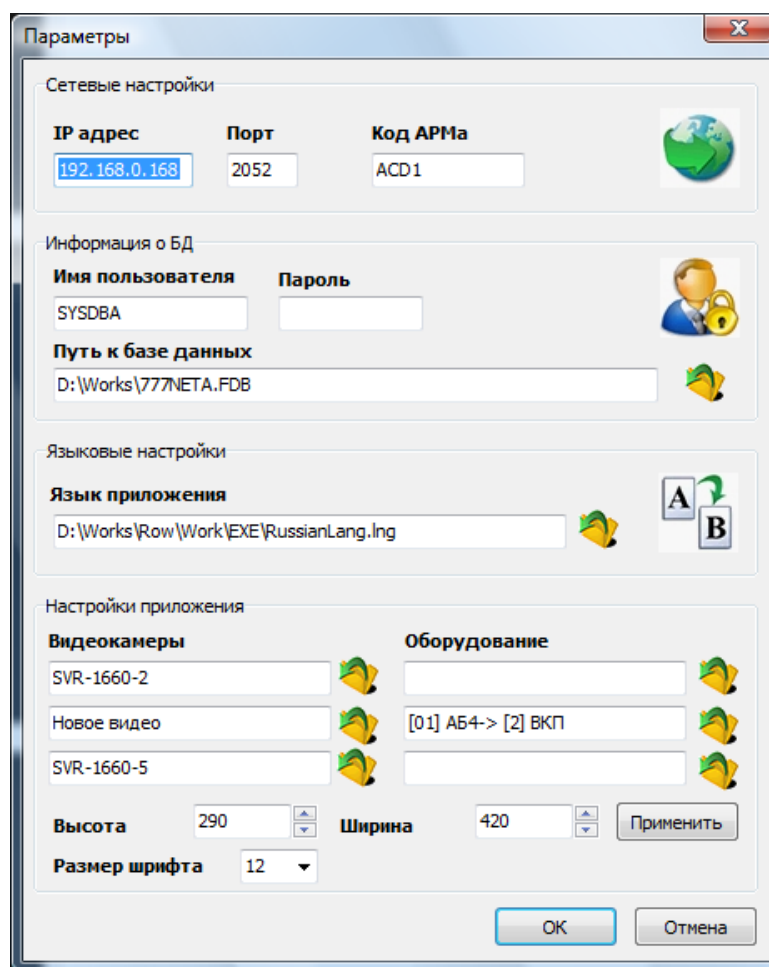 Параметры
Сетевые настройки
IP адрес Порт Код АРМа
192.168.0.168 2052 ACD1
Информация о БД
Имя пользователя Пароль
SYSDBA
Путь к базе данных
D:\Works\777NETA.FDB
Языковые настройки
Язык приложения
D:\Works\Row\Work\EXE\RussianLang.lng
A
B
Настройки приложения
Видеокамеры Оборудование
SVR-1660-2
Новое видео [01] АБ4-> [2] ВКП
SVR-1660-5
Высота 290 Ширина 420 Применить
Размер шрифта 12
ОК Отмена